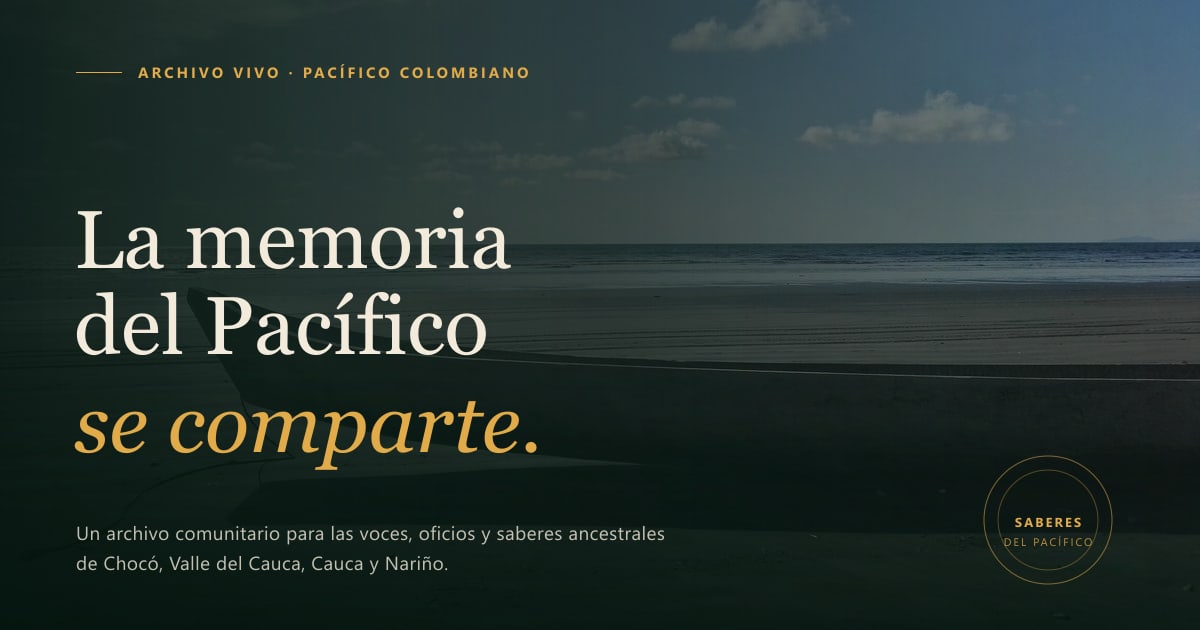 ARCHIVO VIVO · PACÍFICO COLOMBIANO
La memoria
del Pacífico
se comparte.
Un archivo comunitario para las voces, oficios y saberes ancestrales
de Chocó, Valle del Cauca, Cauca y Nariño.
SABERES
DEL PACÍFICO